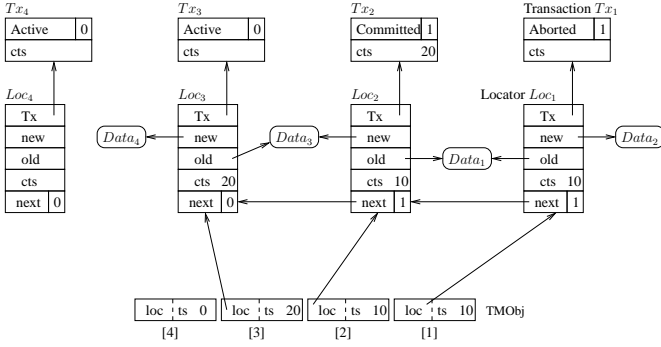 Tx4 Tx3 Tx2 Transaction Tx1
Active 0 Active 0 Committed 1 Aborted 1
cts cts cts 20 cts
Loc4 Loc3 Loc2 Locator Loc1
Tx Tx Tx Tx
new Data4 new Data3 new new Data2
old old old Data1 old
cts cts 20 cts 10 cts 10
next 0 next 0 next 1 next 1
loc ts 0 loc ts 20 loc ts 10 loc ts 10 TMObj
[4] [3] [2] [1]